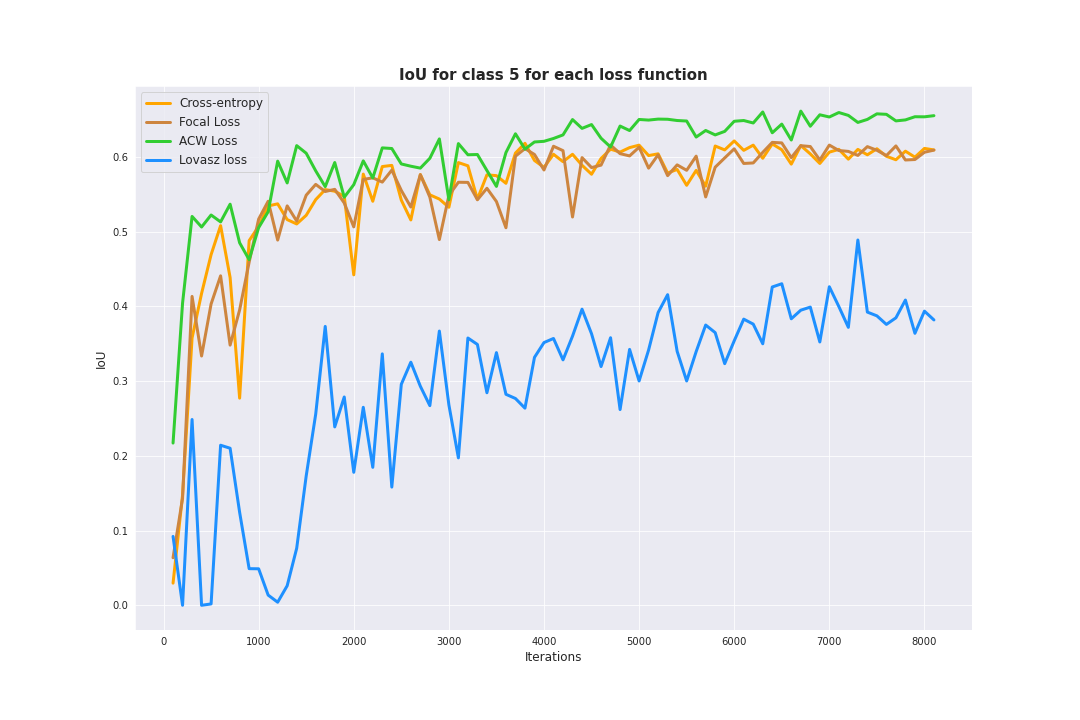 IoU for class 5 for each loss function
Cross-entropy
Focal Loss
ACW Loss
Lovasz loss
IoU
0.6
0.5
0.4
0.3
0.2
0.1
0.0
0 1000 2000 3000 4000 5000 6000 7000 8000
Iterations